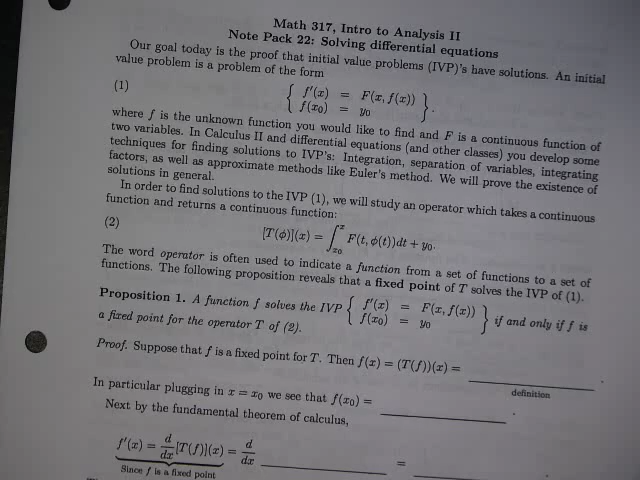 Math 317, Intro to Analysis II
Note Pack 22: Solving differential equations
Our goal today is the proof that initial value problems (IVP)'s have solutions. An initial
value problem is a problem of the form
(1) { f′(x) = F(x, f(x))
f(x₀) = y₀ }.
where f is the unknown function you would like to find and F is a continuous function of
two variables. In Calculus II and differential equations (and other classes) you develop some
techniques for finding solutions to IVP's: Integration, separation of variables, integrating
factors, as well as approximate methods like Euler's method. We will prove the existence of
solutions in general.
In order to find solutions to the IVP (1), we will study an operator which takes a continuous
function and returns a continuous function:
(2) [T(ϕ)](x) = ∫_{x₀}^{x} F(t, ϕ(t))dt + y₀.
The word operator is often used to indicate a function from a set of functions to a set of
functions. The following proposition reveals that a fixed point of T solves the IVP of (1).
Proposition 1. A function f solves the IVP { f′(x) = F(x, f(x))
f(x₀) = y₀ } if and only if f is
a fixed point for the operator T of (2).
Proof. Suppose that f is a fixed point for T. Then f(x) = (T(f))(x) = ____________.
definition
In particular plugging in x = x₀ we see that f(x₀) = ____________.
Next by the fundamental theorem of calculus,
f′(x) = d/dx [T(f)](x) = d/dx ____________ = ____________
Since f is a fixed point